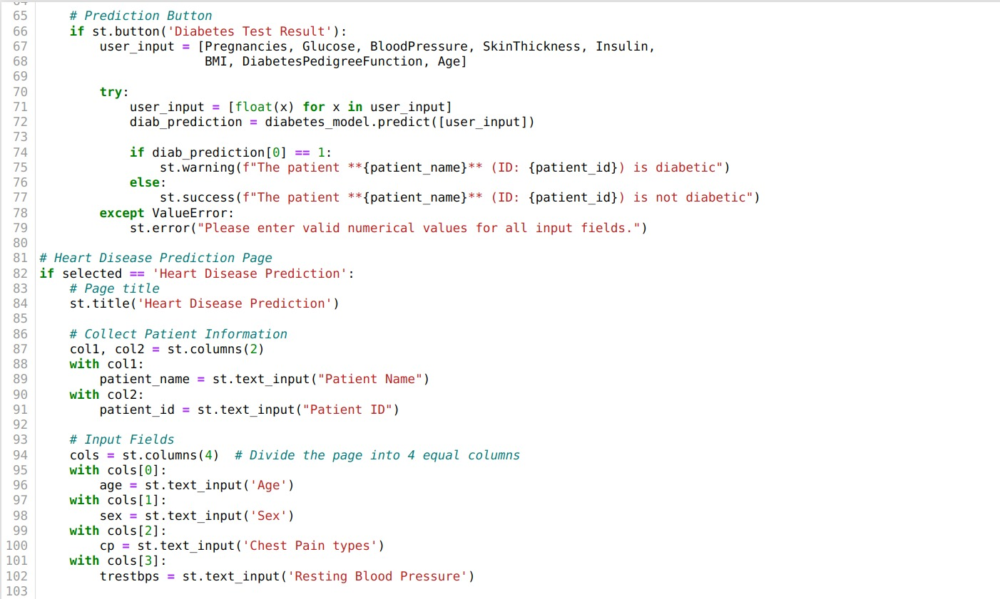 65 # Prediction Button
66 if st.button('Diabetes Test Result'):
67 user_input = [Pregnancies, Glucose, BloodPressure, SkinThickness, Insulin,
68 BMI, DiabetesPedigreeFunction, Age]
69
70 try:
71 user_input = [float(x) for x in user_input]
72 diab_prediction = diabetes_model.predict([user_input])
73
74 if diab_prediction[0] == 1:
75 st.warning(f"The patient **{patient_name}** (ID: {patient_id}) is diabetic")
76 else:
77 st.success(f"The patient **{patient_name}** (ID: {patient_id}) is not diabetic")
78 except ValueError:
79 st.error("Please enter valid numerical values for all input fields.")
80
81 # Heart Disease Prediction Page
82 if selected == 'Heart Disease Prediction':
83 # Page title
84 st.title('Heart Disease Prediction')
85
86 # Collect Patient Information
87 col1, col2 = st.columns(2)
88 with col1:
89 patient_name = st.text_input("Patient Name")
90 with col2:
91 patient_id = st.text_input("Patient ID")
92
93 # Input Fields
94 cols = st.columns(4) # Divide the page into 4 equal columns
95 with cols[0]:
96 age = st.text_input('Age')
97 with cols[1]:
98 sex = st.text_input('Sex')
99 with cols[2]:
100 cp = st.text_input('Chest Pain types')
101 with cols[3]:
102 trestbps = st.text_input('Resting Blood Pressure')
103